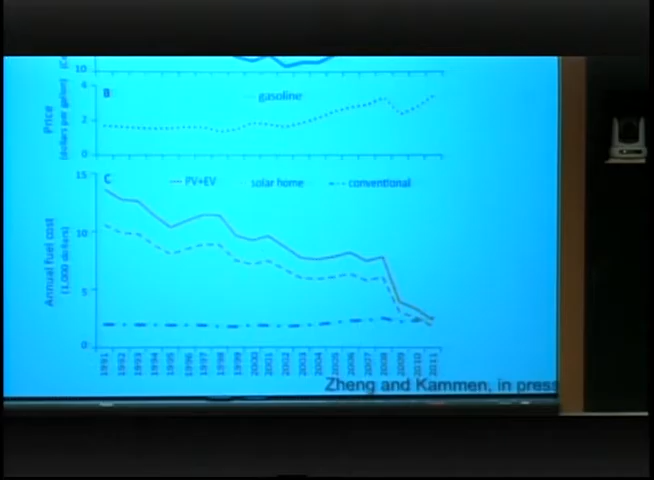 10
B
gasoline
Price
(dollars per gallon)
6
2
0
C
PV+EV solar home conventional
Annual fuel cost
(1,000 dollars)
15
10
5
0
1991 1992 1993 1994 1995 1996 1997 1998 1999 2000 2001 2002 2003 2004 2005 2006 2007 2008 2009 2010 2011
Zheng and Kammen, in press